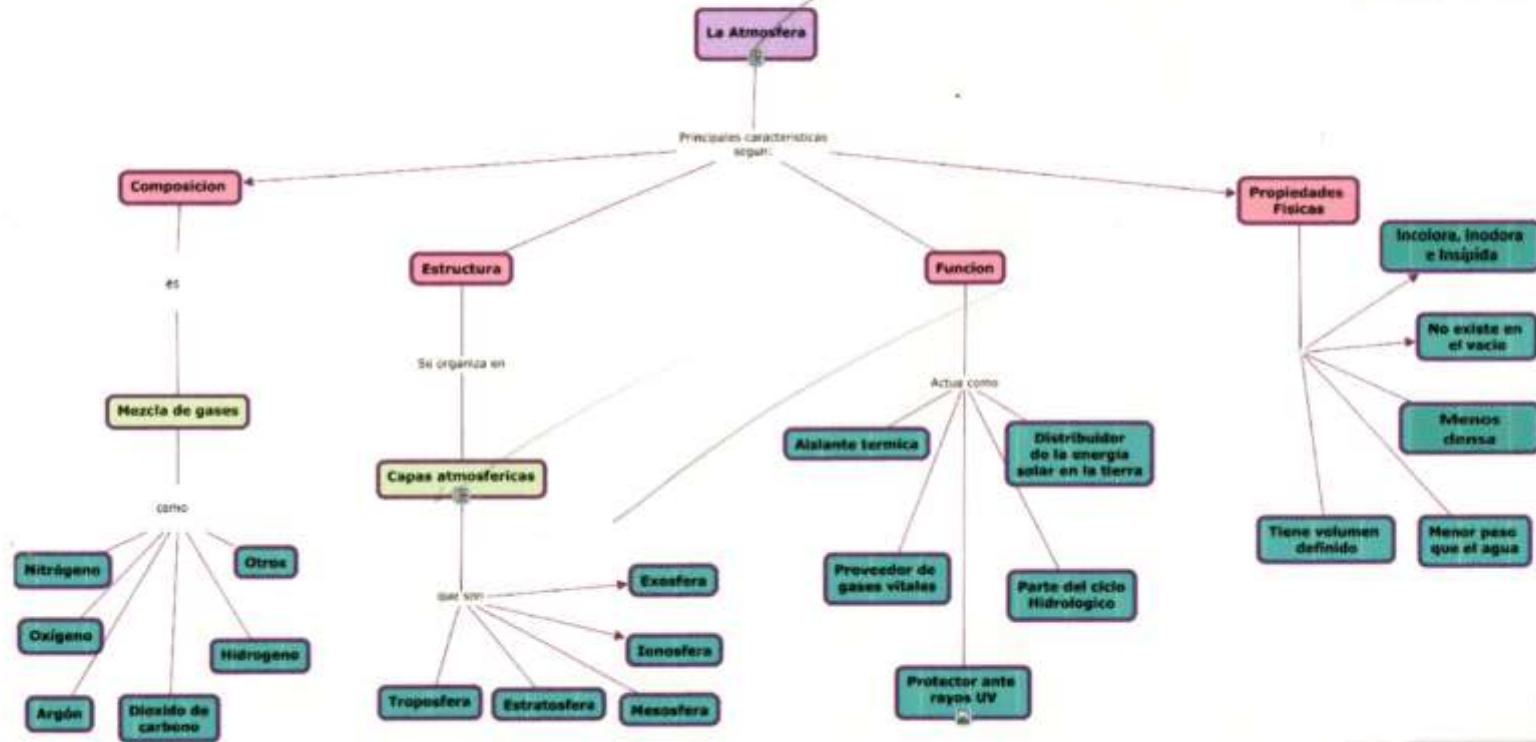 La Atmosfera
Principales características
segun:
Composicion
es
Mezcla de gases
como
Nitrógeno
Oxígeno
Argón
Dioxido de
carbono
Hidrogeno
Otros
Estructura
Se organiza en
Capas atmosfericas
que son
Troposfera
Estratosfera
Mesosfera
Ionosfera
Exosfera
Funcion
Actua como
Aislante termica
Proveedor de
gases vitales
Protector ante
rayos UV
Parte del ciclo
Hidrologico
Distribuidor
de la energia
solar en la tierra
Propiedades
Fisicas
Incolora, Inodora
e Insípida
No existe en
el vacio
Menos
densa
Menor peso
que el agua
Tiene volumen
definido